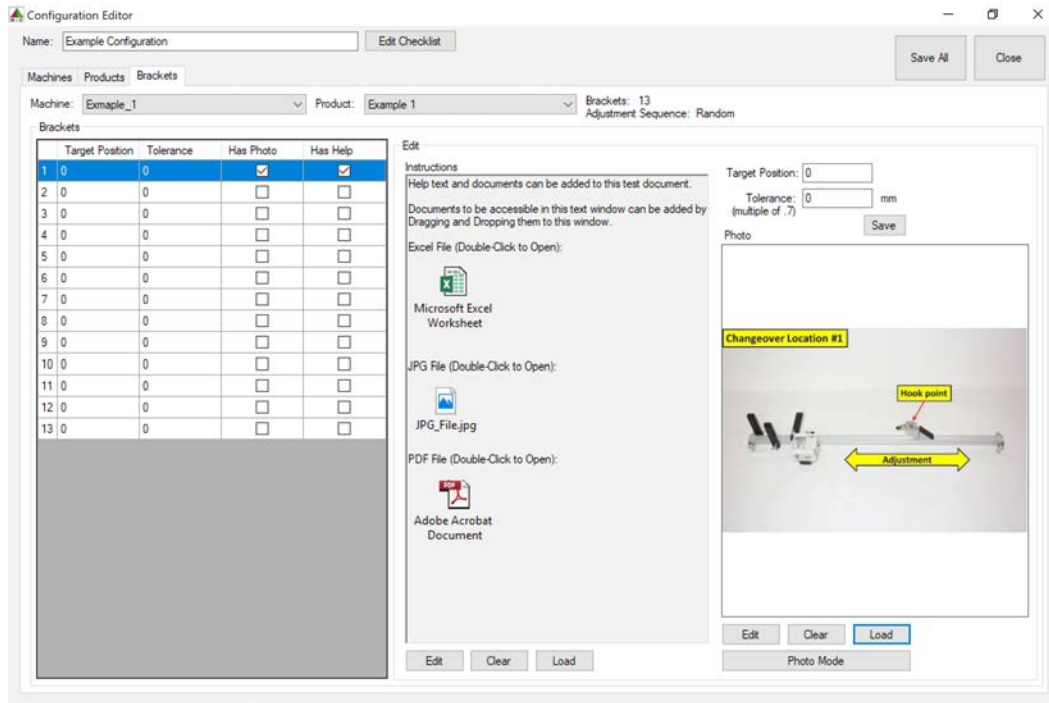 Configuration Editor
Name: Example Configuration Edit Checklist
Save All Close
Machines Products Brackets
Machine: Exmaple_1 Product: Example 1 Brackets: 13
Adjustment Sequence: Random
Brackets
Target Position Tolerance Has Photo Has Help
1 0 0
2 0 0
3 0 0
4 0 0
5 0 0
6 0 0
7 0 0
8 0 0
9 0 0
10 0 0
11 0 0
12 0 0
13 0 0
Edit
Instructions
Help text and documents can be added to this test document.
Documents to be accessible in this text window can be added by
Dragging and Dropping them to this window.
Excel File (Double-Click to Open):
Microsoft Excel
Worksheet
JPG File (Double-Click to Open):
JPG_File.jpg
PDF File (Double-Click to Open):
PDF
Adobe Acrobat
Document
Edit Clear Load
Target Position: 0
Tolerance: 0 mm
(multiple of .7)
Save
Photo
Changeover Location #1
Hook point
Adjustment
Edit Clear Load
Photo Mode